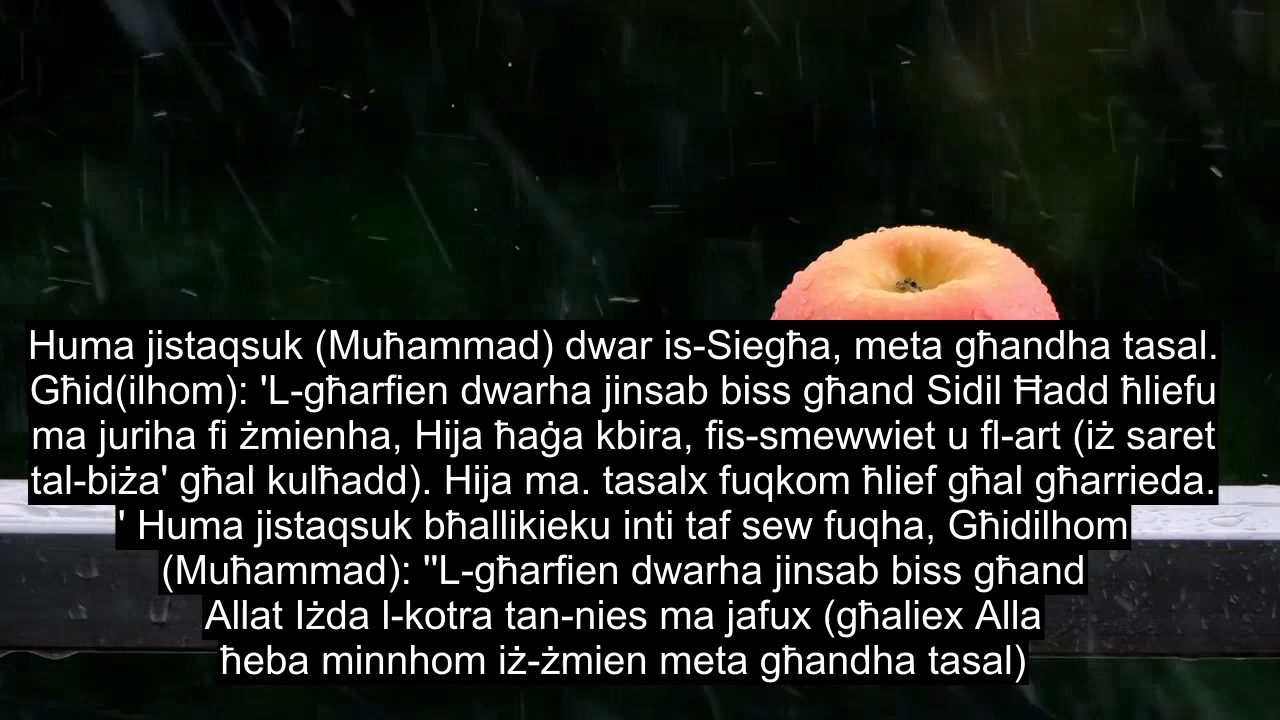 Huma jistaqsuk (Muħammad) dwar is-Siegħa, meta għandha tasal.
Għid(ilhom): 'L-għarfien dwarha jinsab biss għand Sidil Ħadd ħliefu
ma juriha fi żmienha, Hija ħaġa kbira, fis-smewwiet u fl-art (iż saret
tal-biża' għal kulħadd). Hija ma. tasalx fuqkom ħlief għal għarrieda.
' Huma jistaqsuk bħallikieku inti taf sew fuqha, Għidilhom
(Muħammad): "L-għarfien dwarha jinsab biss għand
Allat Iżda l-kotra tan-nies ma jafux (għaliex Alla
ħeba minnhom iż-żmien meta għandha tasal)